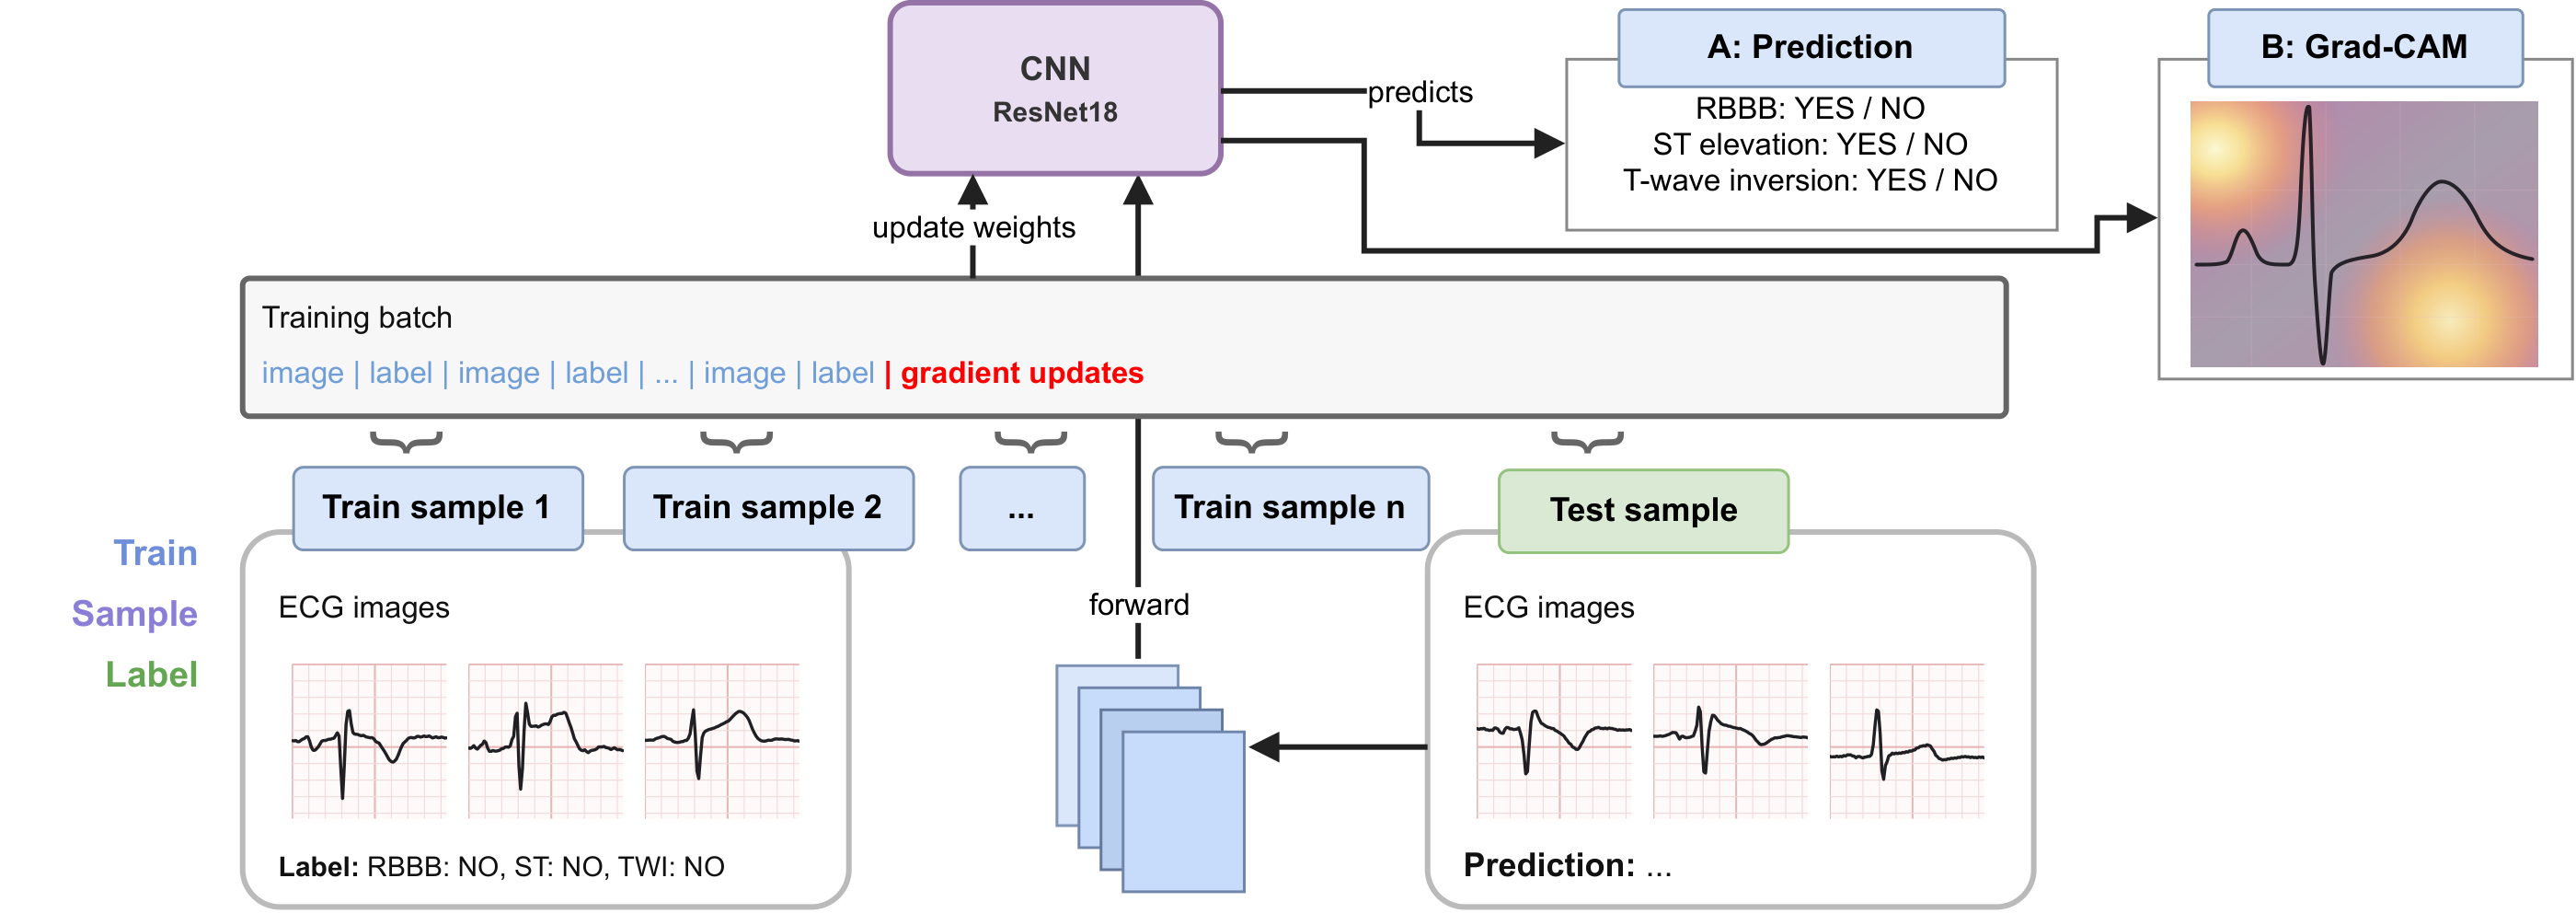 CNN
ResNet18
predicts
A: Prediction
RBBB: YES / NO
ST elevation: YES / NO
T-wave inversion: YES / NO
B: Grad-CAM
update weights
Training batch
image | label | image | label | ... | image | label | gradient updates
Train sample 1
Train sample 2
...
Train sample n
Test sample
Train
Sample
Label
ECG images
Label: RBBB: NO, ST: NO, TWI: NO
forward
ECG images
Prediction: ...